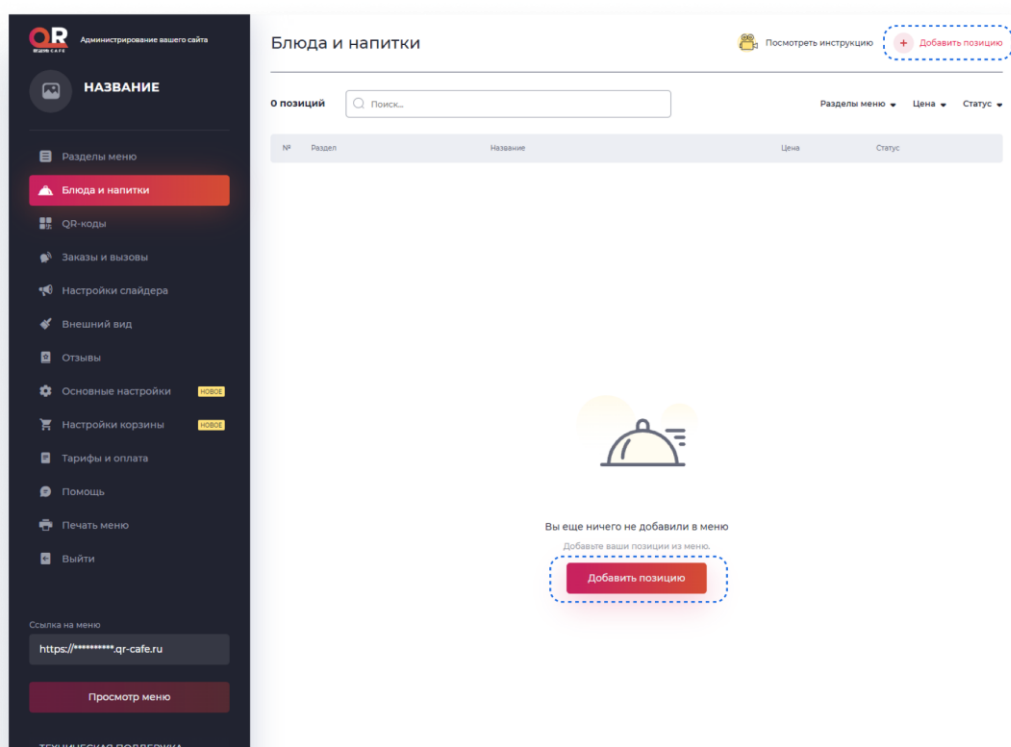 QR
Администрирование вашего сайта
НАЗВАНИЕ
Разделы меню
Блюда и напитки
QR-коды
Заказы и вызовы
Настройки слайдера
Внешний вид
Отзывы
Основные настройки НОВОЕ
Настройки корзины НОВОЕ
Тарифы и оплата
Помощь
Печать меню
Выйти
Ссылка на меню
https://**********.qr-cafe.ru
Просмотр меню
ТЕХНИЧЕСКАЯ ПОДДЕРЖКА
Блюда и напитки
Посмотреть инструкцию
+ Добавить позицию
0 позиций
Поиск...
Разделы меню Цена Статус
№ Раздел Название Цена Статус
Вы еще ничего не добавили в меню
Добавьте ваши позиции из меню.
Добавить позицию